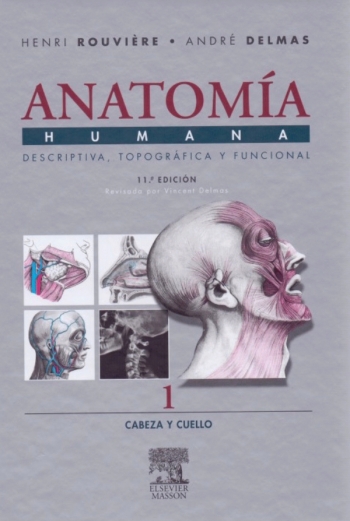 HENRI ROUVIÈRE • ANDRÉ DELMAS
ANATOMÍA
HUMANA
DESCRIPTIVA, TOPOGRÁFICA Y FUNCIONAL
11.ª EDICIÓN
Revisada por Vincent Delmas
1
CABEZA Y CUELLO
ELSEVIER
MASSON